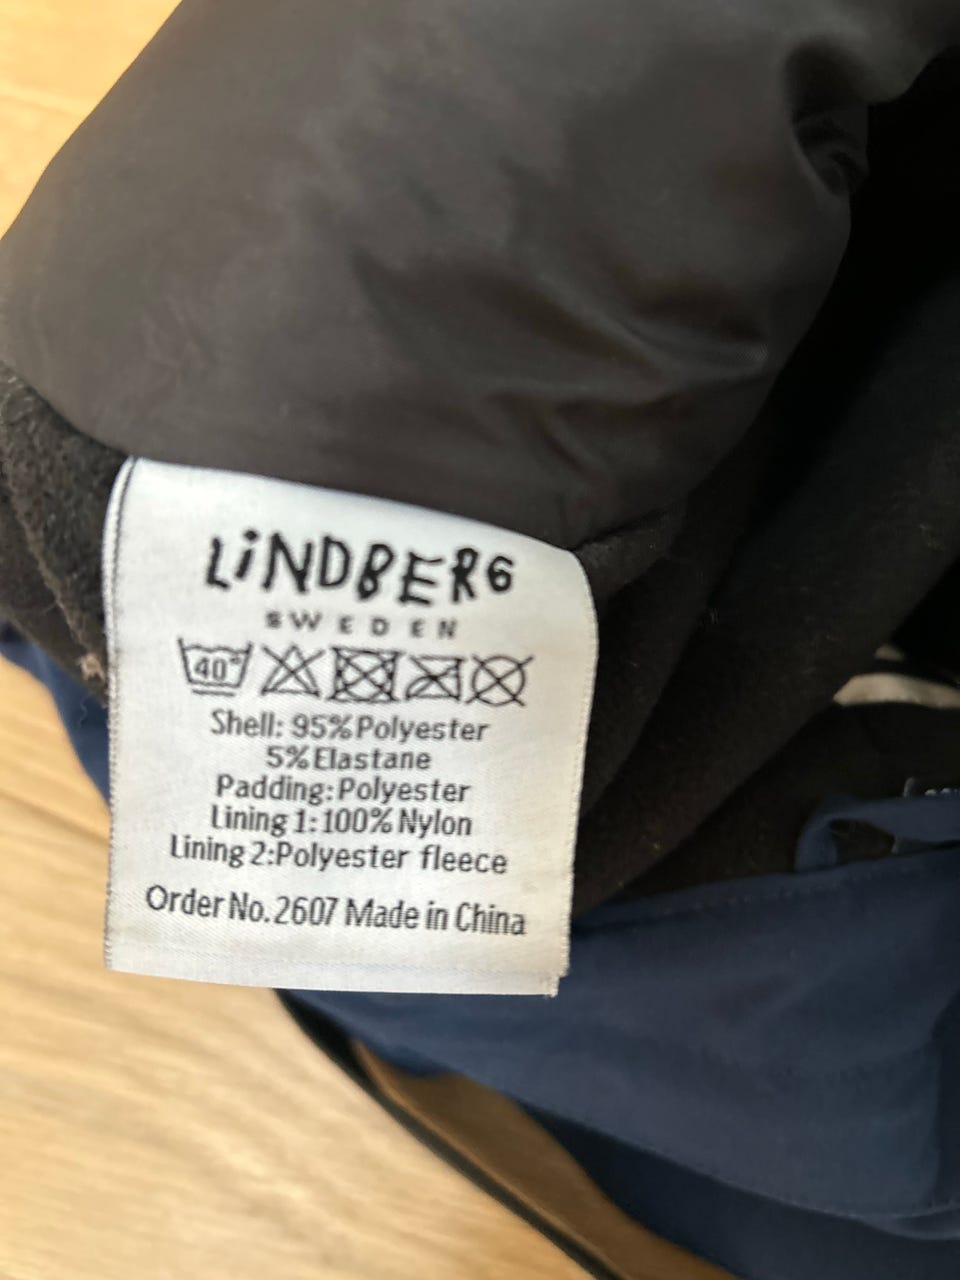 LiNDBERG
SWEDEN
40°
Shell: 95% Polyester
5% Elastane
Padding: Polyester
Lining 1: 100% Nylon
Lining 2:Polyester fleece
Order No. 2607 Made in China